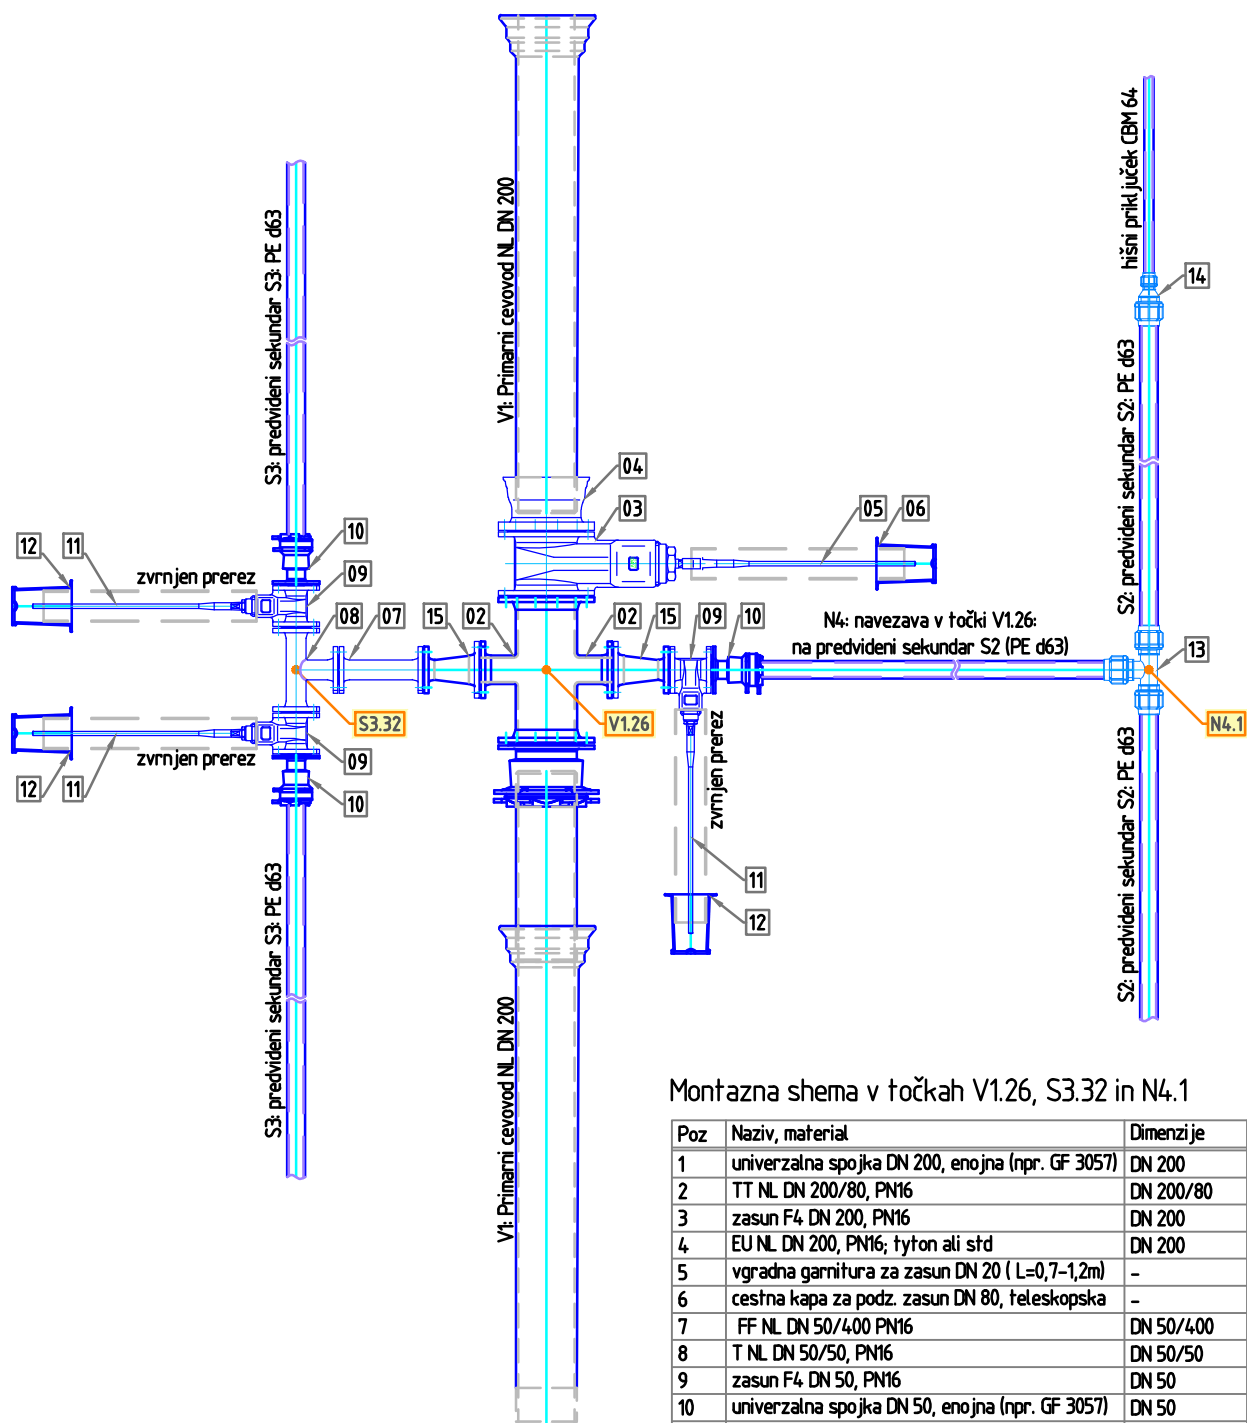 V1: Primarni cevovod NL DN 200
S3: predvideni sekundar S3: PE d63
hišni priključek CBM 64
14
S2: predvideni sekundar S2: PE d63
04
03
05
06
12
11
10
zvrnjen prerez
09
08
07
15
02
02
15
09
10
N4: navezava v točki V1.26:
na predvideni sekundar S2 (PE d63)
13
S3.32
V1.26
N4.1
zvrnjen prerez
12
11
09
10
zvrnjen prerez
11
12
S3: predvideni sekundar S3: PE d63
V1: Primarni cevovod NL DN 200
S2: predvideni sekundar S2: PE d63
Montazna shema v točkah V1.26, S3.32 in N4.1
Poz Naziv, material Dimenzije
1 univerzalna spojka DN 200, enojna (npr. GF 3057) DN 200
2 TT NL DN 200/80, PN16 DN 200/80
3 zasun F4 DN 200, PN16 DN 200
4 EU NL DN 200, PN16; tyton ali std DN 200
5 vgradna garnitura za zasun DN 20 ( L=0,7-1,2m) -
6 cestna kapa za podz. zasun DN 80, teleskopska -
7 FF NL DN 50/400 PN16 DN 50/400
8 T NL DN 50/50, PN16 DN 50/50
9 zasun F4 DN 50, PN16 DN 50
10 univerzalna spojka DN 50, enojna (npr. GF 3057) DN 50